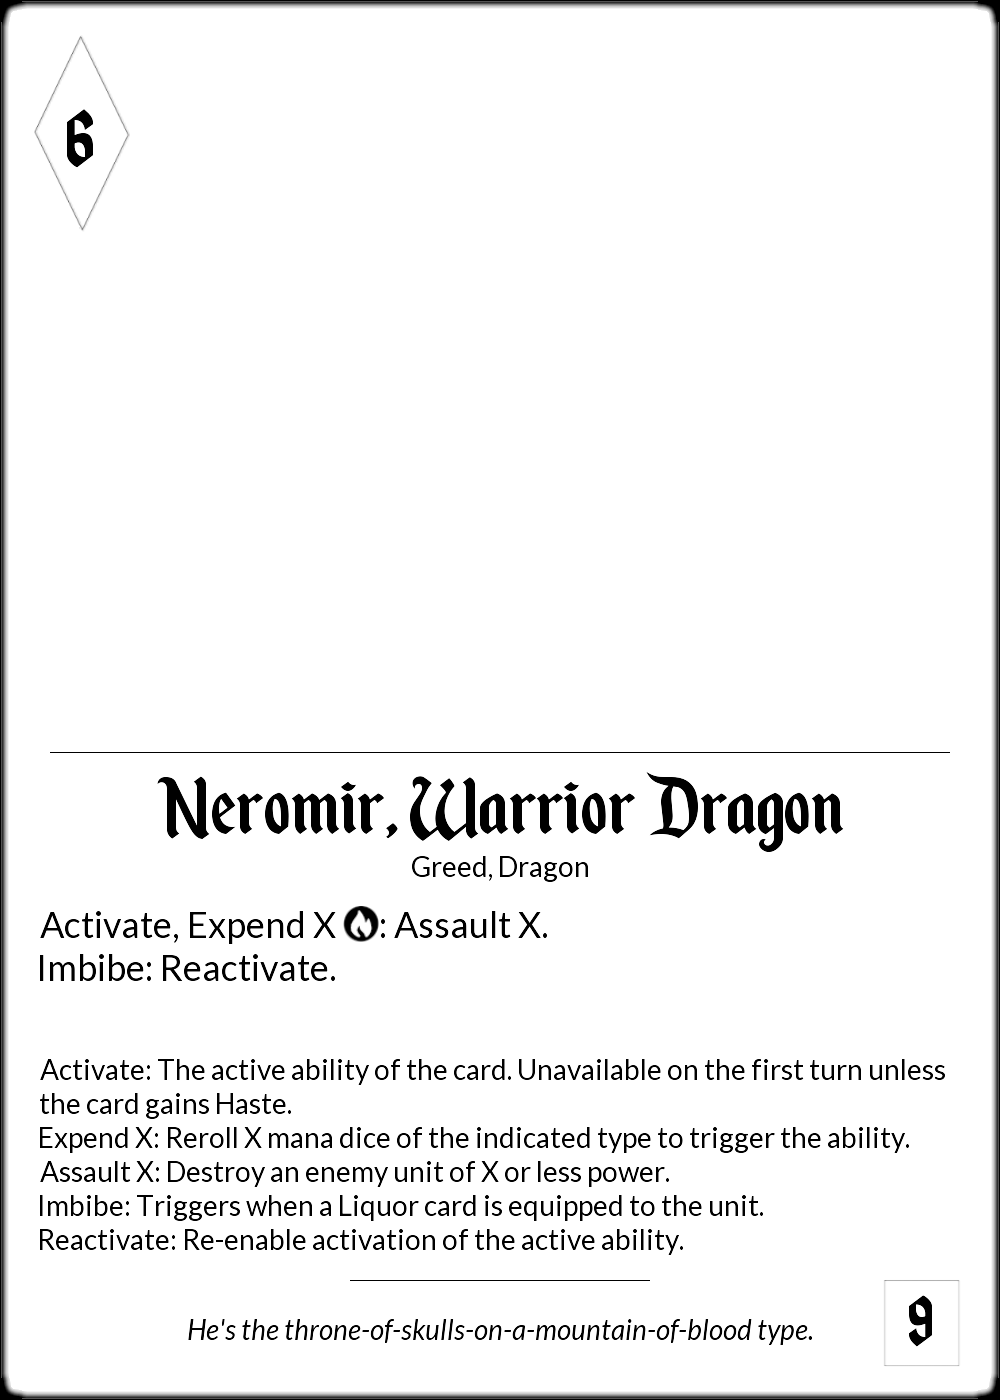 6
Neromir, Warrior Dragon
Greed, Dragon
Activate, Expend X : Assault X.
Imbibe: Reactivate.
Activate: The active ability of the card. Unavailable on the first turn unless
the card gains Haste.
Expend X: Reroll X mana dice of the indicated type to trigger the ability.
Assault X: Destroy an enemy unit of X or less power.
Imbibe: Triggers when a Liquor card is equipped to the unit.
Reactivate: Re-enable activation of the active ability.
He's the throne-of-skulls-on-a-mountain-of-blood type.
9